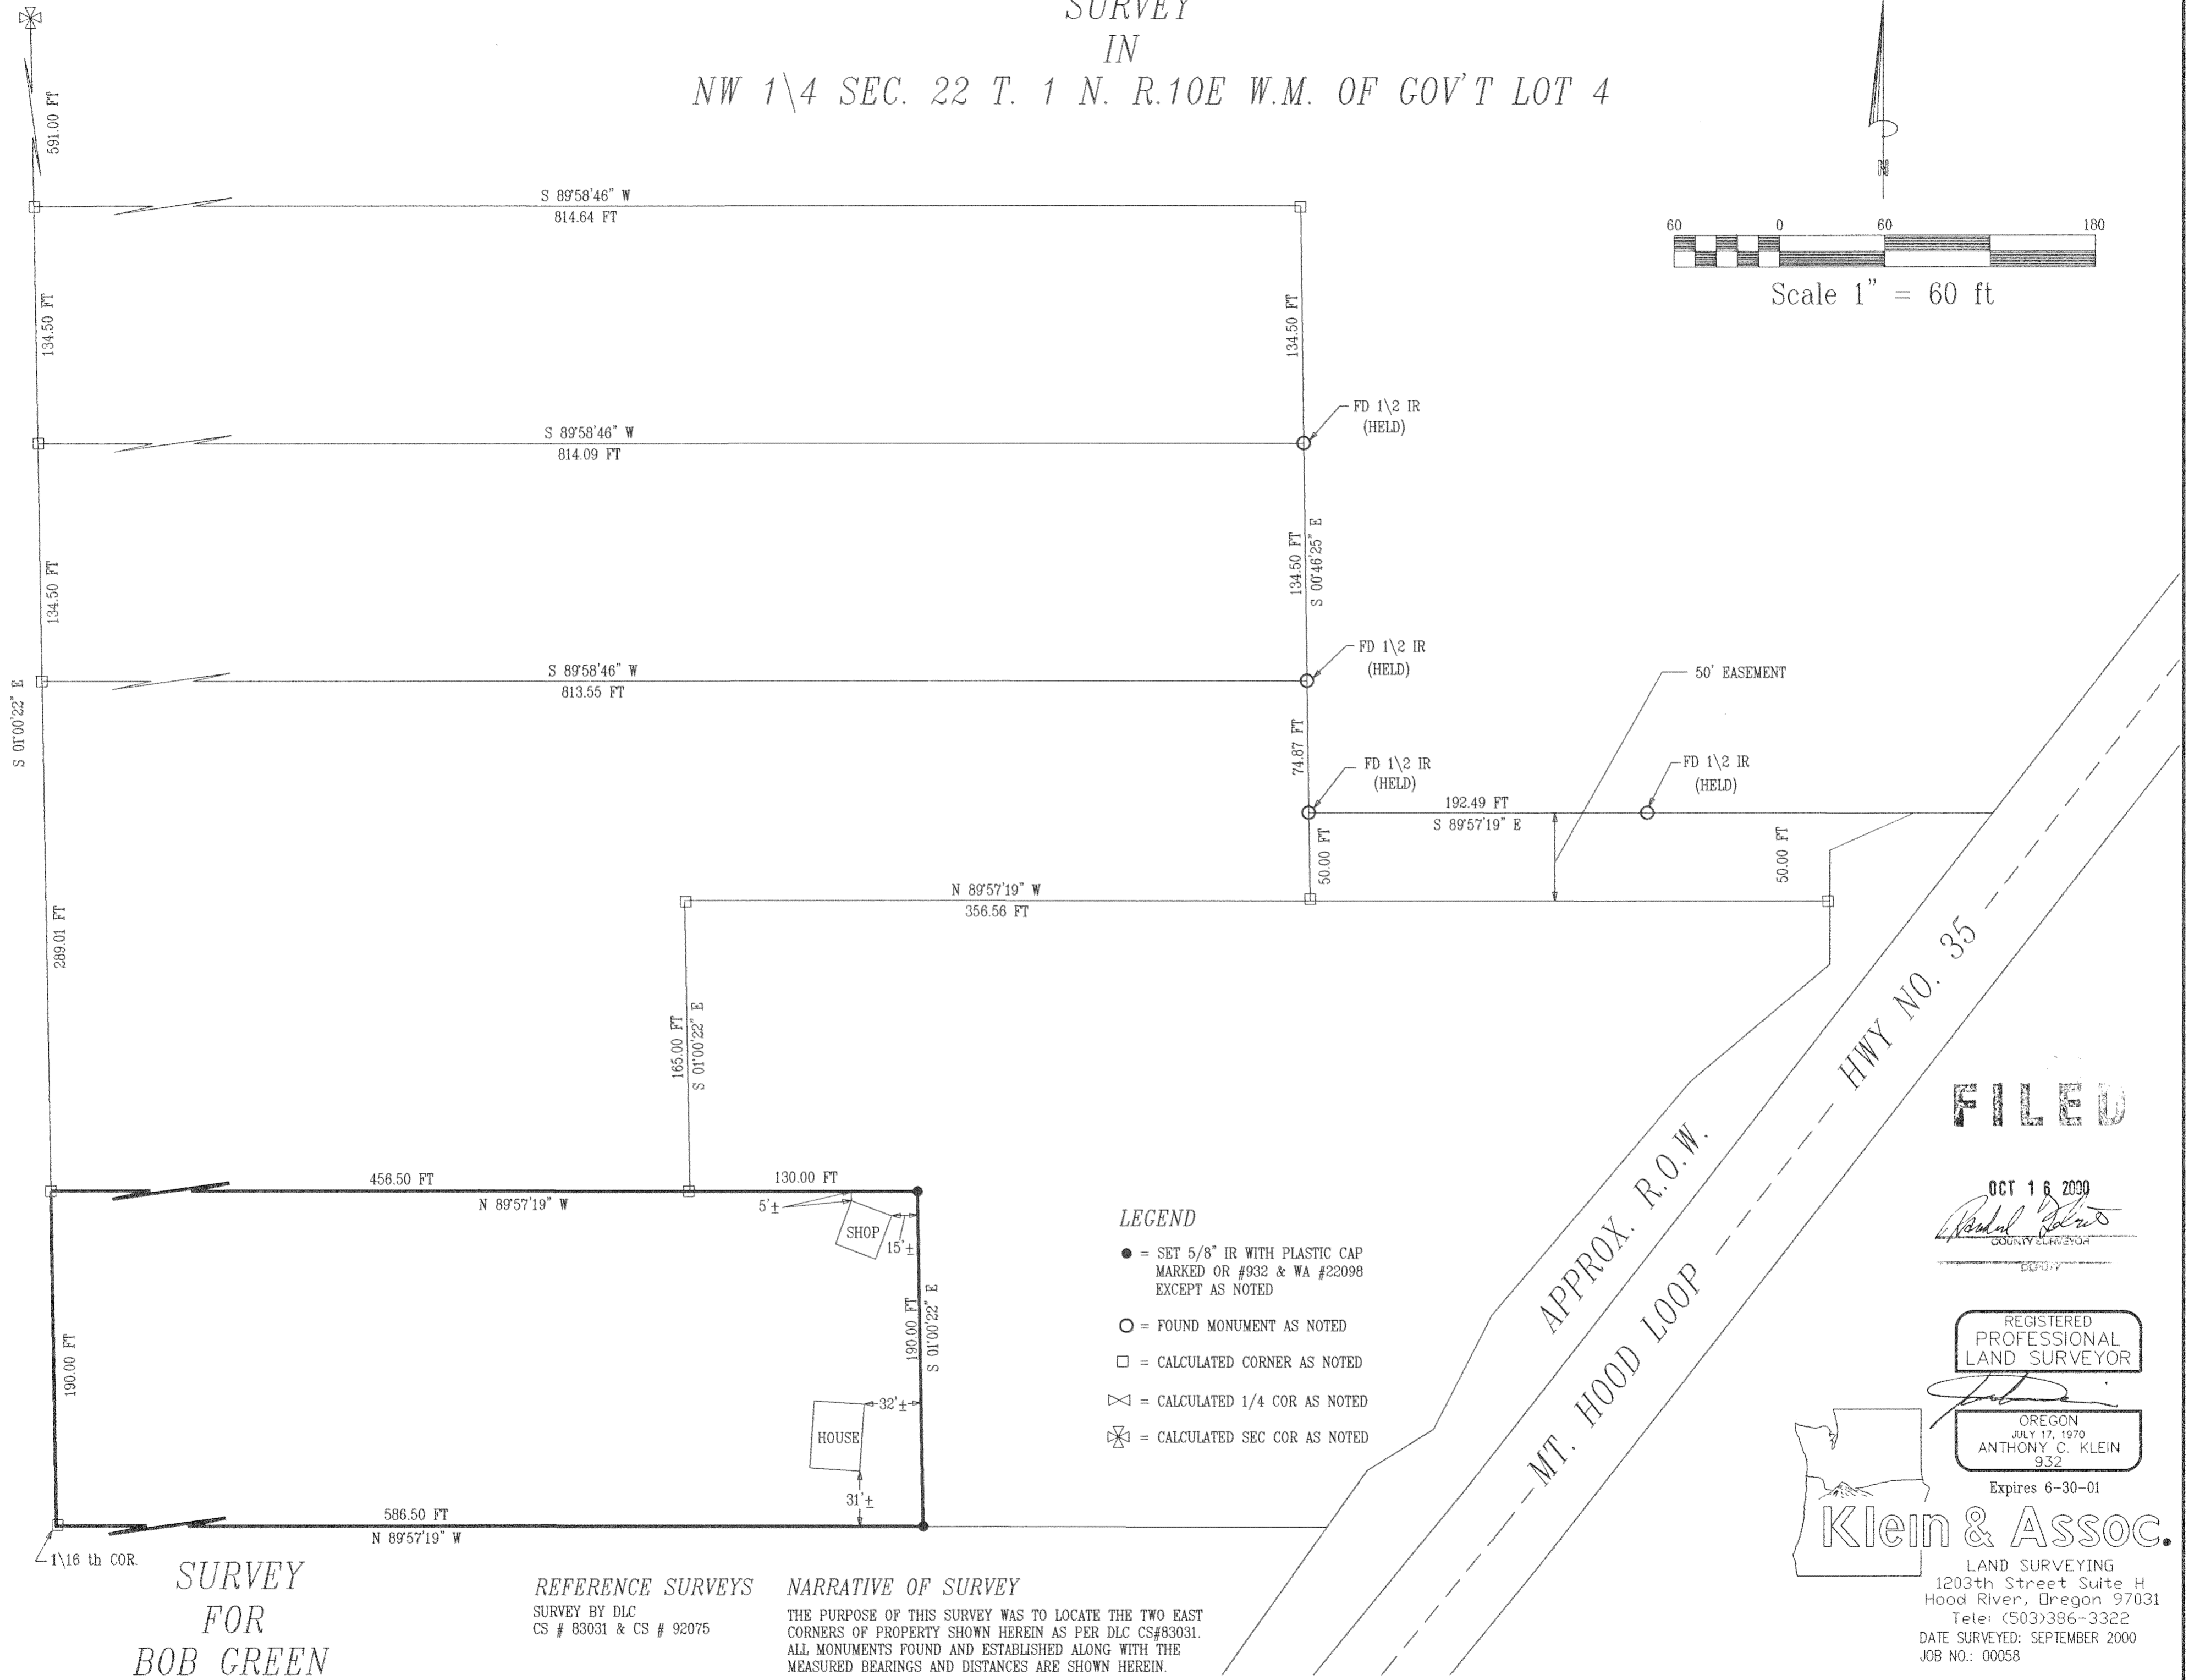 SURVEY
IN
NW 1\4 SEC. 22 T. 1 N. R.10E W.M. OF GOV'T LOT 4
N
60 0 60 180
Scale 1" = 60 ft
591.00 FT
S 89°58'46" W
814.64 FT
134.50 FT
134.50 FT
FD 1\2 IR
(HELD)
S 89°58'46" W
814.09 FT
134.50 FT
134.50 FT
S 00°46'25" E
FD 1\2 IR
(HELD)
S 89°58'46" W
813.55 FT
50' EASEMENT
S 01°00'22" E
74.87 FT
FD 1\2 IR
(HELD)
FD 1\2 IR
(HELD)
192.49 FT
S 89°57'19" E
50.00 FT
50.00 FT
N 89°57'19" W
356.56 FT
289.01 FT
165.00 FT
S 01°00'22" E
HWY NO. 35
APPROX. R.O.W.
MT. HOOD LOOP
456.50 FT
N 89°57'19" W
130.00 FT
5'±
SHOP
15'±
190.00 FT
190.00 FT
S 01°00'22" E
32'±
HOUSE
31'±
586.50 FT
N 89°57'19" W
1\16 th COR.
LEGEND
= SET 5/8" IR WITH PLASTIC CAP
MARKED OR #932 & WA #22098
EXCEPT AS NOTED
= FOUND MONUMENT AS NOTED
= CALCULATED CORNER AS NOTED
= CALCULATED 1/4 COR AS NOTED
= CALCULATED SEC COR AS NOTED
SURVEY
FOR
BOB GREEN
REFERENCE SURVEYS
SURVEY BY DLC
CS # 83031 & CS # 92075
NARRATIVE OF SURVEY
THE PURPOSE OF THIS SURVEY WAS TO LOCATE THE TWO EAST
CORNERS OF PROPERTY SHOWN HEREIN AS PER DLC CS#83031.
ALL MONUMENTS FOUND AND ESTABLISHED ALONG WITH THE
MEASURED BEARINGS AND DISTANCES ARE SHOWN HEREIN.
FILED
OCT 16 2000
COUNTY SURVEYOR
DEPUTY
REGISTERED
PROFESSIONAL
LAND SURVEYOR
OREGON
JULY 17, 1970
ANTHONY C. KLEIN
932
Expires 6-30-01
Klein & Assoc.
LAND SURVEYING
1203th Street Suite H
Hood River, Oregon 97031
Tele: (503)386-3322
DATE SURVEYED: SEPTEMBER 2000
JOB NO.: 00058